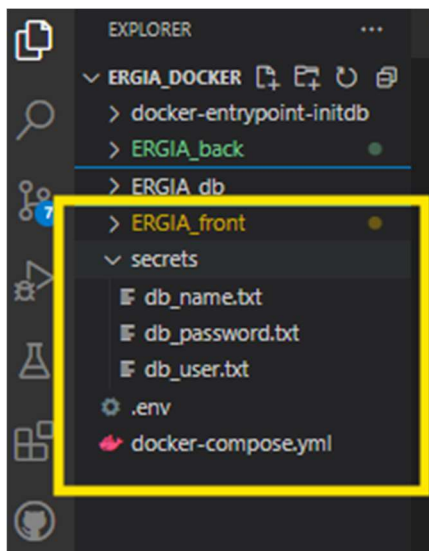 EXPLORER ...
ERGIA_DOCKER
docker-entrypoint-initdb
ERGIA_back
ERGIA_db
ERGIA_front
7
secrets
db_name.txt
db_password.txt
db_user.txt
.env
docker-compose.yml